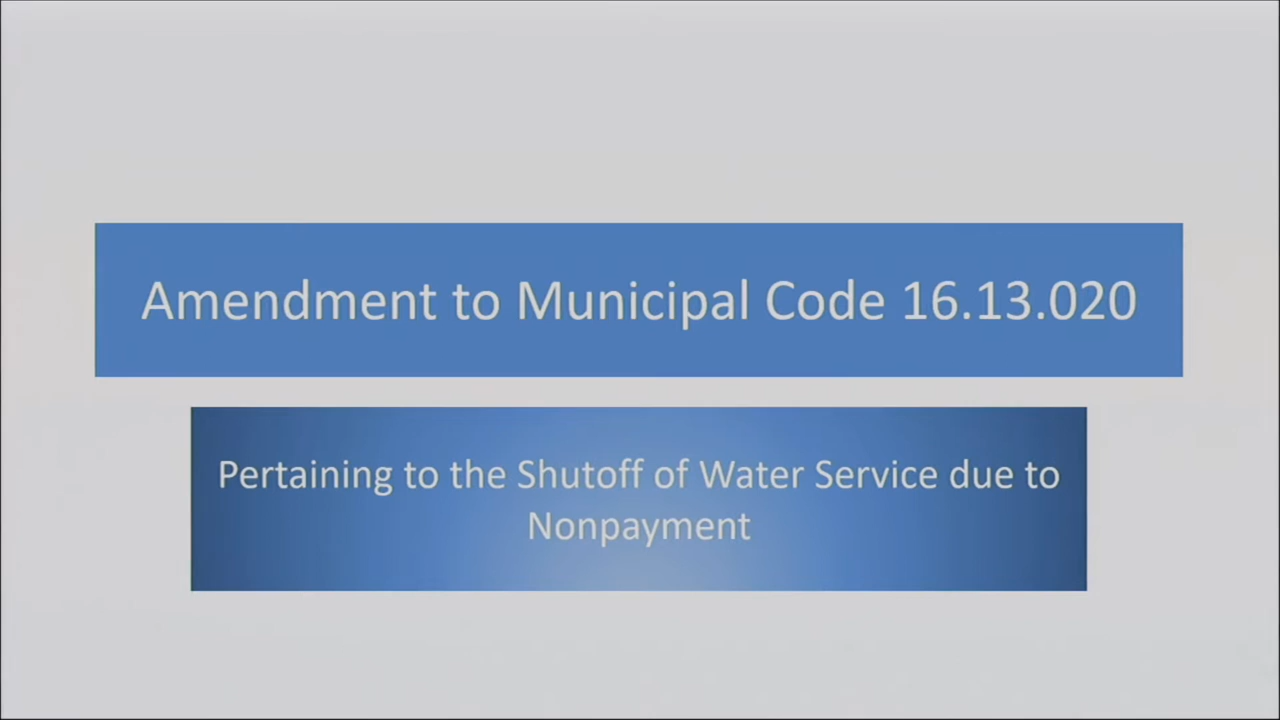 Amendment to Municipal Code 16.13.020
Pertaining to the Shutoff of Water Service due to
Nonpayment